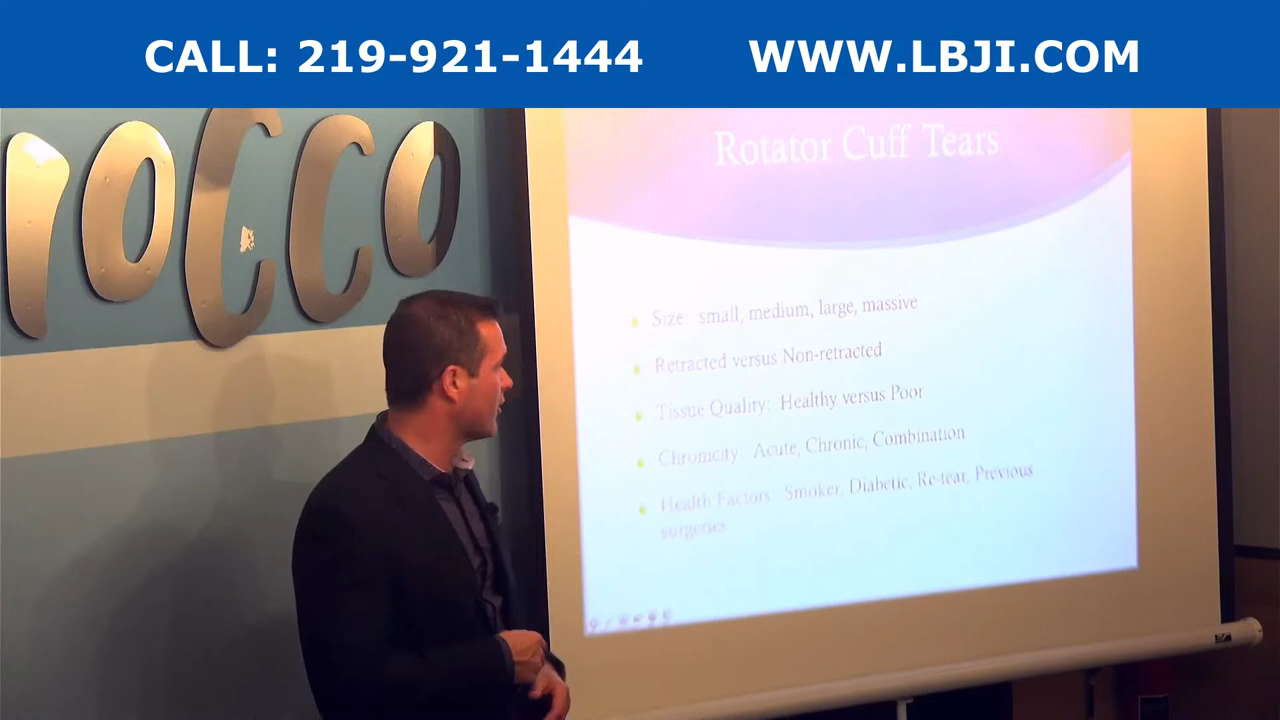 CALL: 219-921-1444 WWW.LBJI.COM
rocco
Rotator Cuff Tears
Size: small, medium, large, massive
Retracted versus Non-retracted
Tissue Quality: Healthy versus Poor
Chronicity: Acute, Chronic, Combination
Health Factors: Smoker, Diabetic, Re-tear, Previous
surgeries